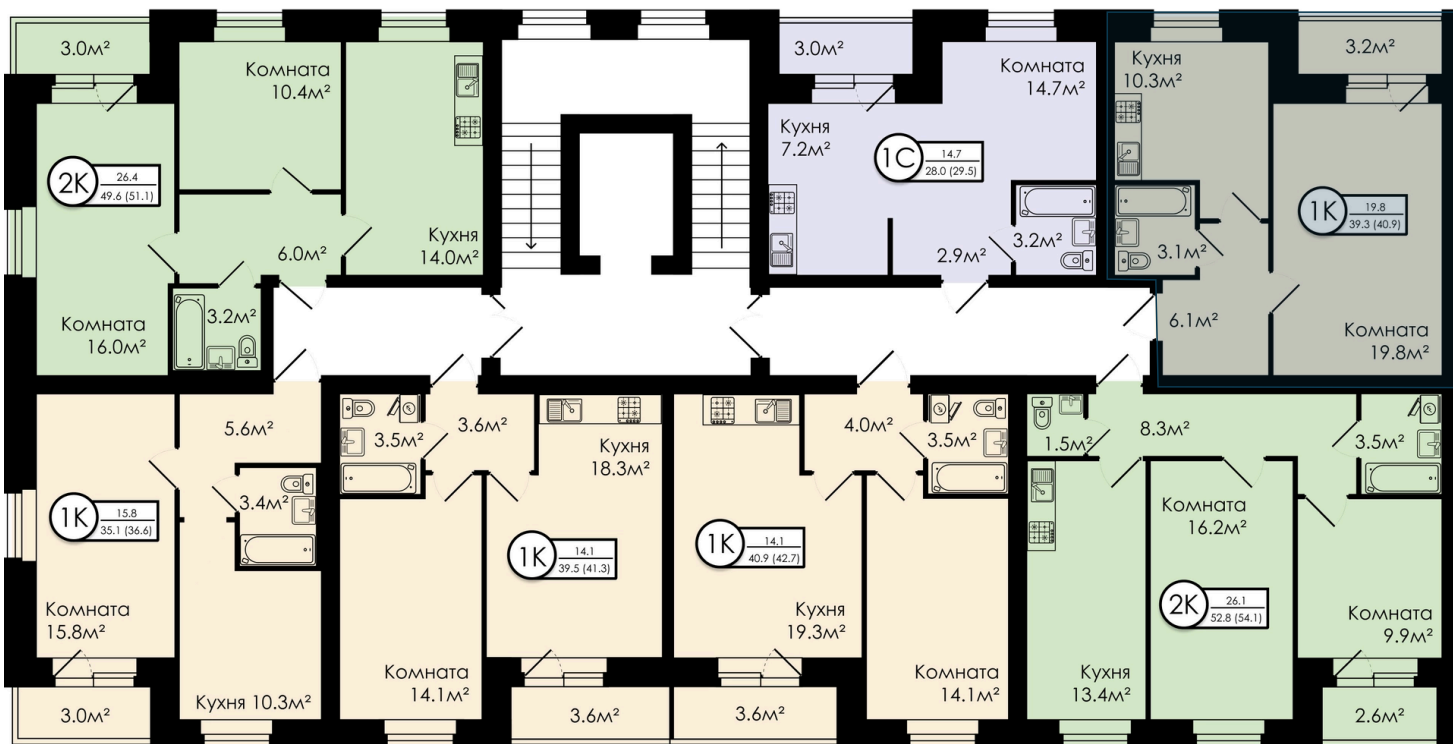 3.0м²
Комната
10.4м²
2К
26.4
49.6 (51.1)
6.0м²
Кухня
14.0м²
3.2м²
Комната
16.0м²
3.0м²
Комната
14.7м²
Кухня
7.2м²
1С
14.7
28.0 (29.5)
2.9м²
3.2м²
Кухня
10.3м²
3.2м²
1К
19.8
39.3 (40.9)
3.1м²
6.1м²
Комната
19.8м²
5.6м²
1К
15.8
35.1 (36.6)
3.4м²
Комната
15.8м²
Кухня 10.3м²
3.0м²
3.5м²
3.6м²
Кухня
18.3м²
1К
14.1
39.5 (41.3)
Комната
14.1м²
3.6м²
4.0м²
3.5м²
1К
14.1
40.9 (42.7)
Кухня
19.3м²
Комната
14.1м²
3.6м²
1.5м²
8.3м²
3.5м²
Комната
16.2м²
2К
26.1
52.8 (54.1)
Комната
9.9м²
Кухня
13.4м²
2.6м²